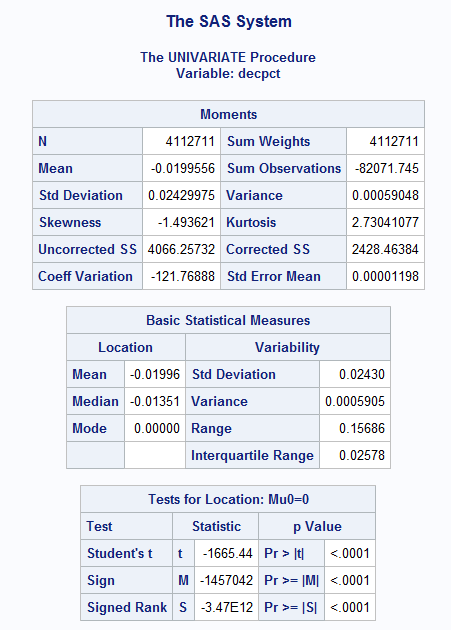 The SAS System
The UNIVARIATE Procedure
Variable: decpct
Moments
N 4112711 Sum Weights 4112711
Mean -0.0199556 Sum Observations -82071.745
Std Deviation 0.02429975 Variance 0.00059048
Skewness -1.493621 Kurtosis 2.73041077
Uncorrected SS 4066.25732 Corrected SS 2428.46384
Coeff Variation -121.76888 Std Error Mean 0.00001198
Basic Statistical Measures
Location Variability
Mean -0.01996 Std Deviation 0.02430
Median -0.01351 Variance 0.0005905
Mode 0.00000 Range 0.15686
Interquartile Range 0.02578
Tests for Location: Mu0=0
Test Statistic p Value
Student's t t -1665.44 Pr > |t| <.0001
Sign M -1457042 Pr >= |M| <.0001
Signed Rank S -3.47E12 Pr >= |S| <.0001